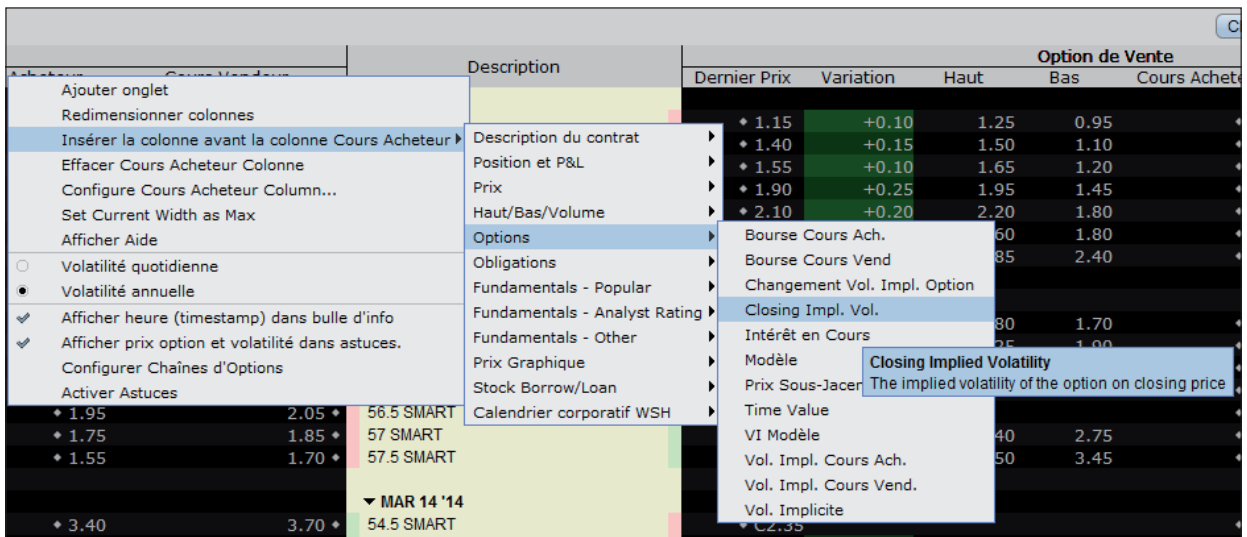 Option de Vente
Description
Dernier Prix Variation Haut Bas Cours
Ajouter onglet
Redimensionner colonnes
Insérer la colonne avant la colonne Cours Acheteur
Effacer Cours Acheteur Colonne
Configure Cours Acheteur Column...
Set Current Width as Max
Afficher Aide
Volatilité quotidienne
Volatilité annuelle
Afficher heure (timestamp) dans bulle d'info
Afficher prix option et volatilité dans astuces.
Configurer Chaînes d'Options
Activer Astuces
Description du contrat
Position et P&L
Prix
Haut/Bas/Volume
Options
Obligations
Fundamentals - Popular
Fundamentals - Analyst Rating
Fundamentals - Other
Prix Graphique
Stock Borrow/Loan
Calendrier corporatif WSH
Bourse Cours Ach.
Bourse Cours Vend
Changement Vol. Impl. Option
Closing Impl. Vol.
Intérêt en Cours
Modèle
Prix Sous-Jacen
Time Value
VI Modèle
Vol. Impl. Cours Ach.
Vol. Impl. Cours Vend.
Vol. Implicite
Closing Implied Volatility
The implied volatility of the option on closing price
1.15 +0.10 1.25 0.95
1.40 +0.15 1.50 1.10
1.55 +0.10 1.65 1.20
1.90 +0.25 1.95 1.45
2.10 +0.20 2.20 1.80
60 1.80
85 2.40
80 1.70
1.95 2.05 56.5 SMART
1.75 1.85 57 SMART 40 2.75
1.55 1.70 57.5 SMART 50 3.45
MAR 14 '14
3.40 3.70 54.5 SMART C2.35